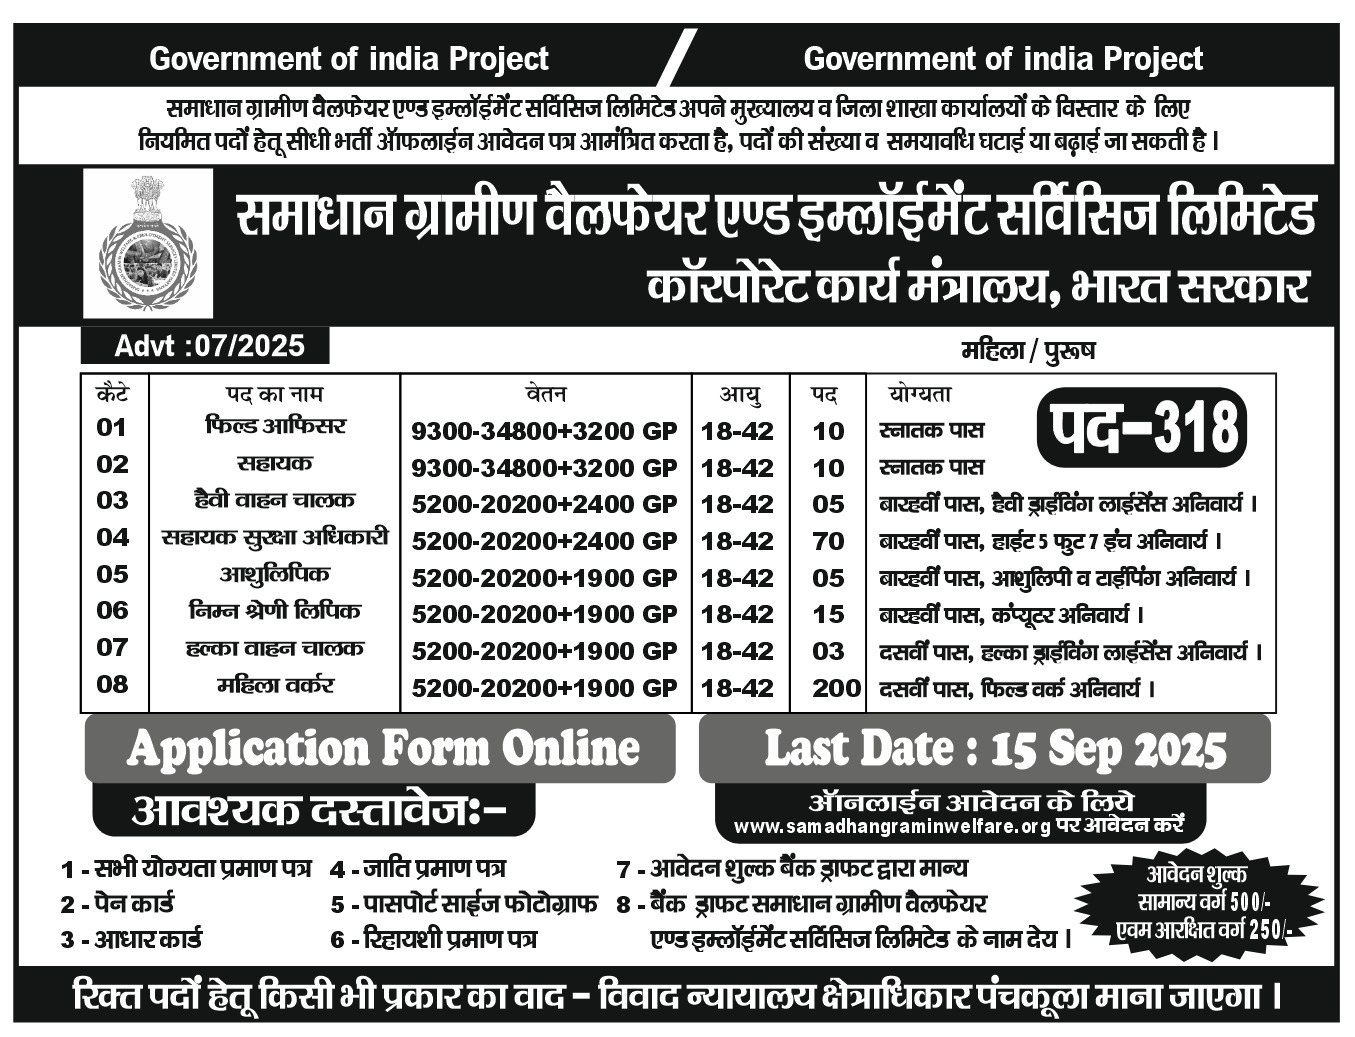 Government of india Project / Government of india Project
समाधान ग्रामीण वैलफेयर एण्ड इम्लॉईमेंट सर्विसिज लिमिटेड अपने मुख्यालय व जिला शाखा कार्यालयों के विस्तार के लिए
नियमित पदों हेतू सीधी भर्ती ऑफलाईन आवेदन पत्र आमंत्रित करता है, पदों की संख्या व समयावधि घटाई या बढ़ाई जा सकती है।
समाधान ग्रामीण वैलफेयर एण्ड इम्लॉईमेंट सर्विसिज लिमिटेड
कॉरपोरेट कार्य मंत्रालय, भारत सरकार
Advt :07/2025
महिला / पुरूष
कैटे पद का नाम वेतन आयु पद योग्यता
पद-318
01 फिल्ड आफिसर 9300-34800+3200 GP 18-42 10 स्नातक पास
02 सहायक 9300-34800+3200 GP 18-42 10 स्नातक पास
03 हैवी वाहन चालक 5200-20200+2400 GP 18-42 05 बारहवीं पास, हैवी ड्राईविंग लाईसेंस अनिवार्य।
04 सहायक सुरक्षा अधिकारी 5200-20200+2400 GP 18-42 70 बारहवीं पास, हाईट 5 फुट 7 इंच अनिवार्य।
05 आशुलिपिक 5200-20200+1900 GP 18-42 05 बारहवीं पास, आशुलिपी व टाईपिंग अनिवार्य।
06 निम्न श्रेणी लिपिक 5200-20200+1900 GP 18-42 15 बारहवीं पास, कंप्यूटर अनिवार्य।
07 हल्का वाहन चालक 5200-20200+1900 GP 18-42 03 दसवीं पास, हल्का ड्राईविंग लाईसेंस अनिवार्य।
08 महिला वर्कर 5200-20200+1900 GP 18-42 200 दसवीं पास, फिल्ड वर्क अनिवार्य।
Application Form Online
Last Date : 15 Sep 2025
आवश्यक दस्तावेज:-
ऑनलाईन आवेदन के लिये
www.samadhangraminwelfare.org पर आवेदन करें
1 - सभी योग्यता प्रमाण पत्र
2 - पेन कार्ड
3 - आधार कार्ड
4 - जाति प्रमाण पत्र
5 - पासपोर्ट साईज फोटोग्राफ
6 - रिहायशी प्रमाण पत्र
7 - आवेदन शुल्क बैंक ड्राफट द्वारा मान्य
8 - बैंक ड्राफट समाधान ग्रामीण वैलफेयर
एण्ड इम्लॉईमेंट सर्विसिज लिमिटेड के नाम देय।
आवेदन शुल्क
सामान्य वर्ग 500/-
एवम आरक्षित वर्ग 250/-
रिक्त पदों हेतू किसी भी प्रकार का वाद - विवाद न्यायालय क्षेत्राधिकार पंचकूला माना जाएगा।